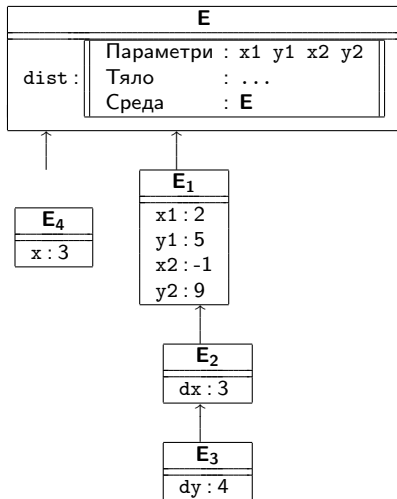 E
dist : Параметри : x1 y1 x2 y2
Тяло : ...
Среда : E
E₁
x1 : 2
y1 : 5
x2 : -1
y2 : 9
E₄
x : 3
E₂
dx : 3
E₃
dy : 4